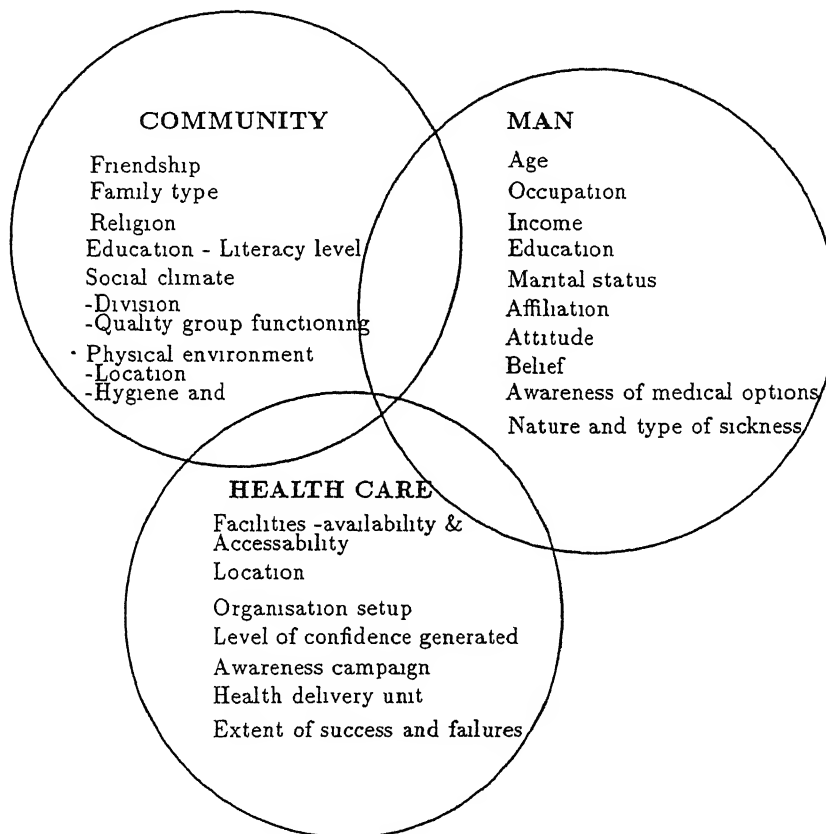 COMMUNITY
Friendship
Family type
Religion
Education - Literacy level
Social climate
-Division
-Quality group functioning
Physical environment
-Location
-Hygiene and
MAN
Age
Occupation
Income
Education
Marital status
Affiliation
Attitude
Belief
Awareness of medical options
Nature and type of sickness
HEALTH CARE
Facilities -availability &
Accessability
Location
Organisation setup
Level of confidence generated
Awareness campaign
Health delivery unit
Extent of success and failures